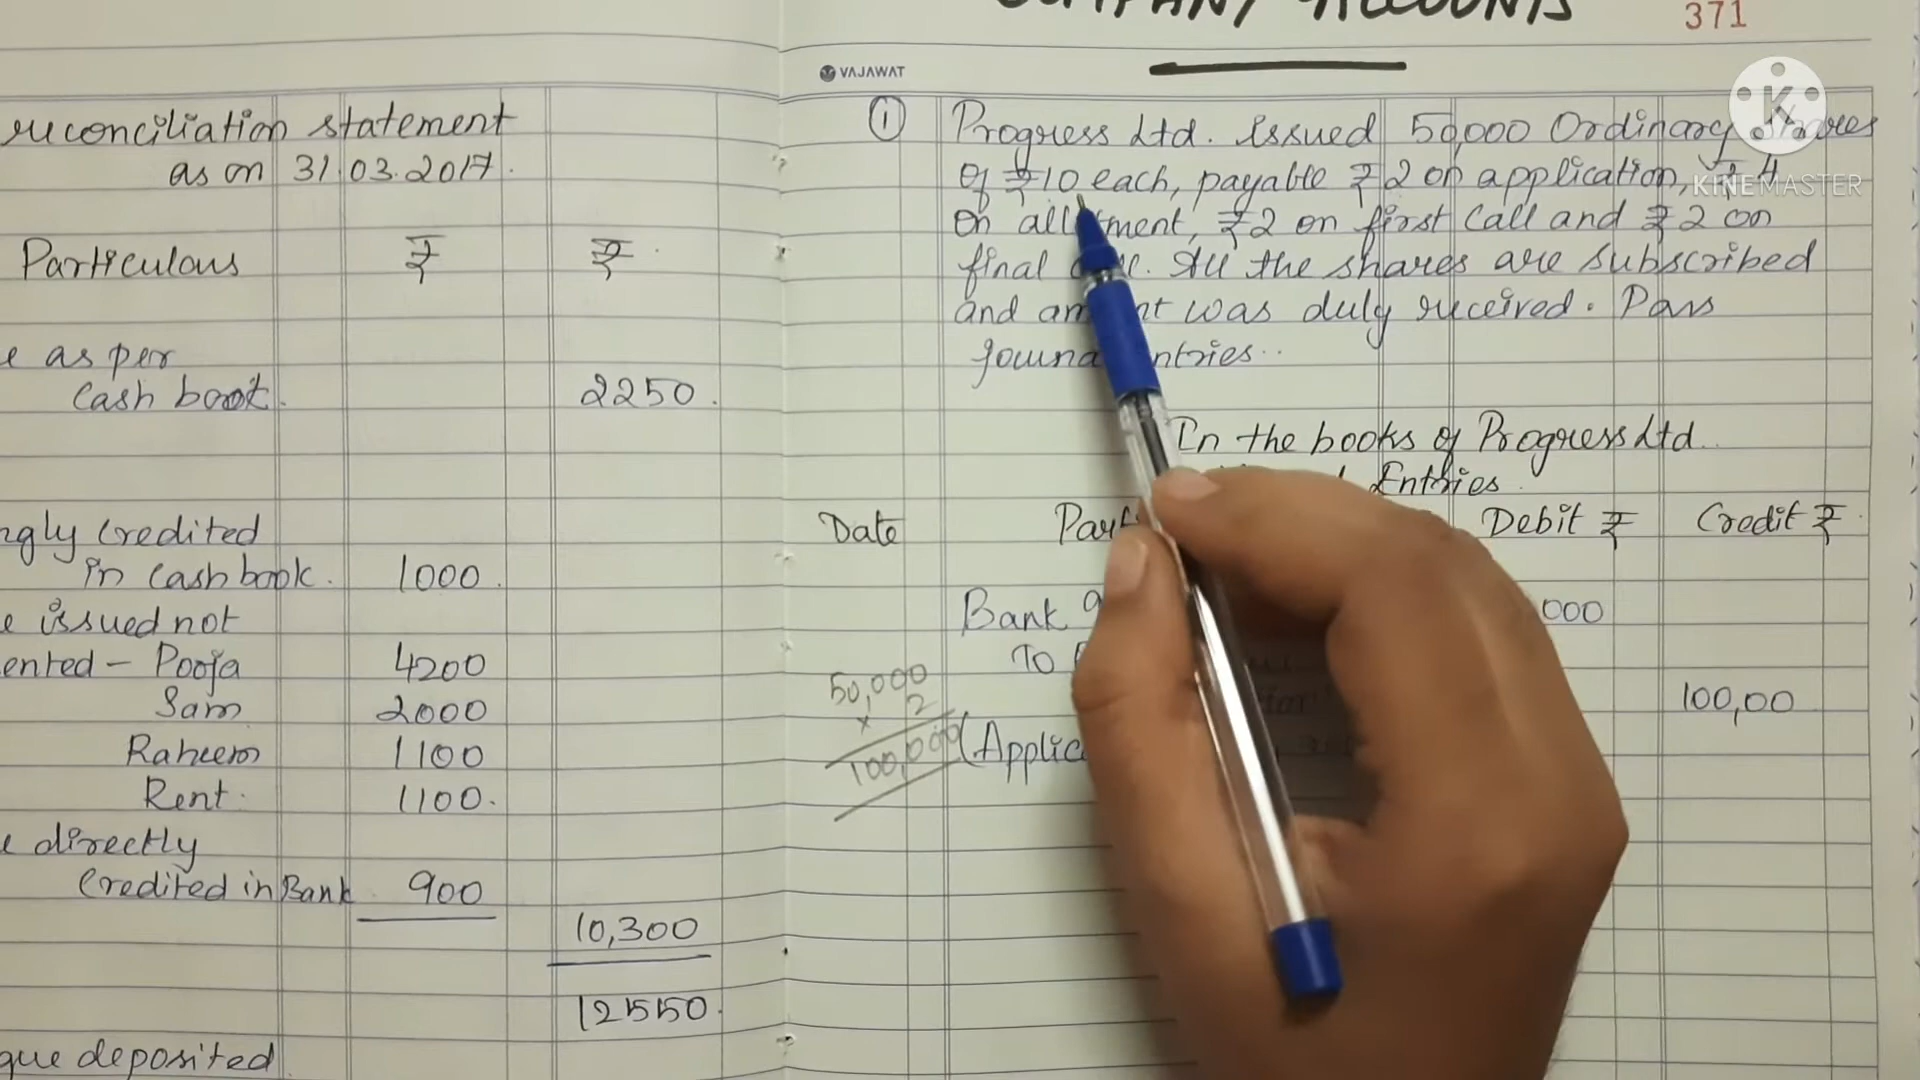 COMPANY ACCOUNTS
371
VAJAWAT
K
KINEMASTER
reconciliation statement
as on 31.03.2017.
Particulars ₹ ₹
e as per
Cash book. 2250.
ngly credited
in cash book. 1000.
e issued not
ented - Pooja 4200
Sam 2000
Raheem 1100
Rent. 1100.
e directly
Credited in Bank 900
10,300
12550.
que deposited
① Progress Ltd. issued 50,000 Ordinary shares
of ₹10 each, payable ₹2 on application, ₹4
on allotment, ₹2 on first call and ₹2 on
final call. All the shares are subscribed
and amount was duly received. Pass
Journal Entries..
In the books of Progress Ltd..
Entries.
Date Part Debit ₹ Credit ₹.
Bank a 000
To
100,00
(Applic
50,000
× 2
100,000